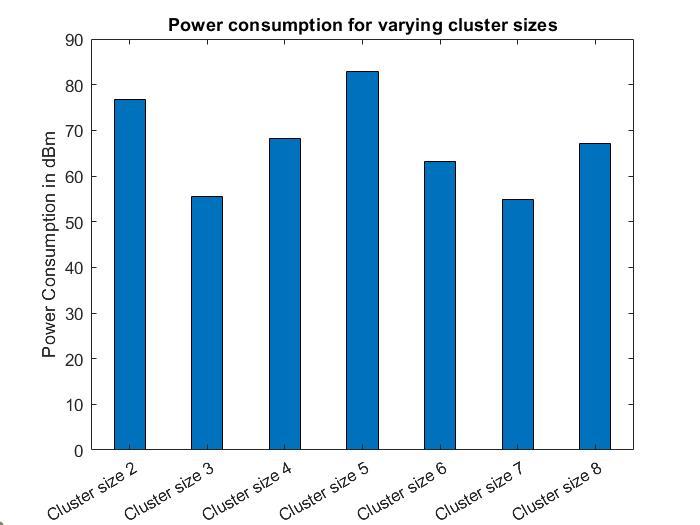 Power consumption for varying cluster sizes
90
80
70
60
50
40
30
20
10
0
Power Consumption in dBm
Cluster size 2
Cluster size 3
Cluster size 4
Cluster size 5
Cluster size 6
Cluster size 7
Cluster size 8